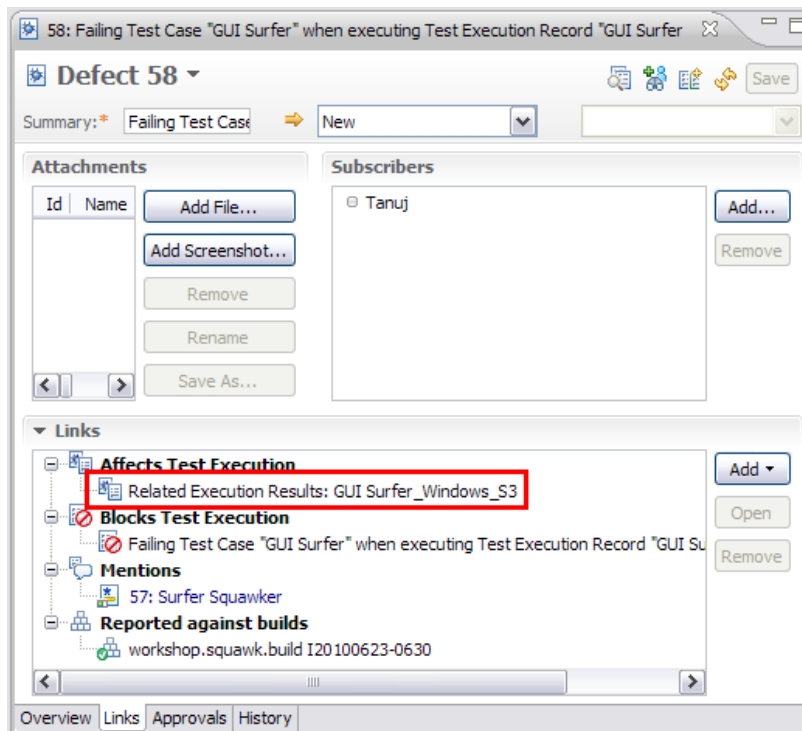 58: Failing Test Case "GUI Surfer" when executing Test Execution Record "GUI Surfer
Defect 58
Save
Summary:* Failing Test Case New
Attachments Subscribers
Id Name Add File... Tanuj Add...
Add Screenshot... Remove
Remove
Rename
Save As...
Links
Affects Test Execution Add
Related Execution Results: GUI Surfer_Windows_S3
Blocks Test Execution Open
Failing Test Case "GUI Surfer" when executing Test Execution Record "GUI Su
Remove
Mentions
57: Surfer Squawker
Reported against builds
workshop.squawk.build I20100623-0630
Overview Links Approvals History